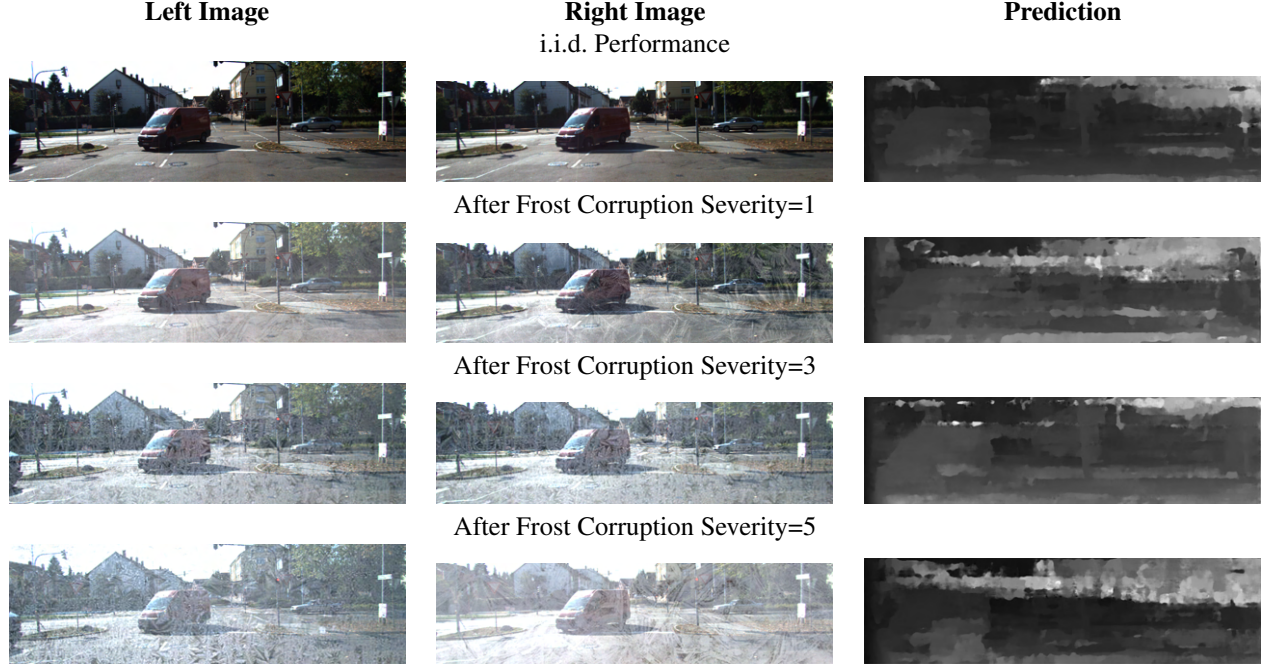 Left Image Right Image Prediction
i.i.d. Performance
After Frost Corruption Severity=1
After Frost Corruption Severity=3
After Frost Corruption Severity=5